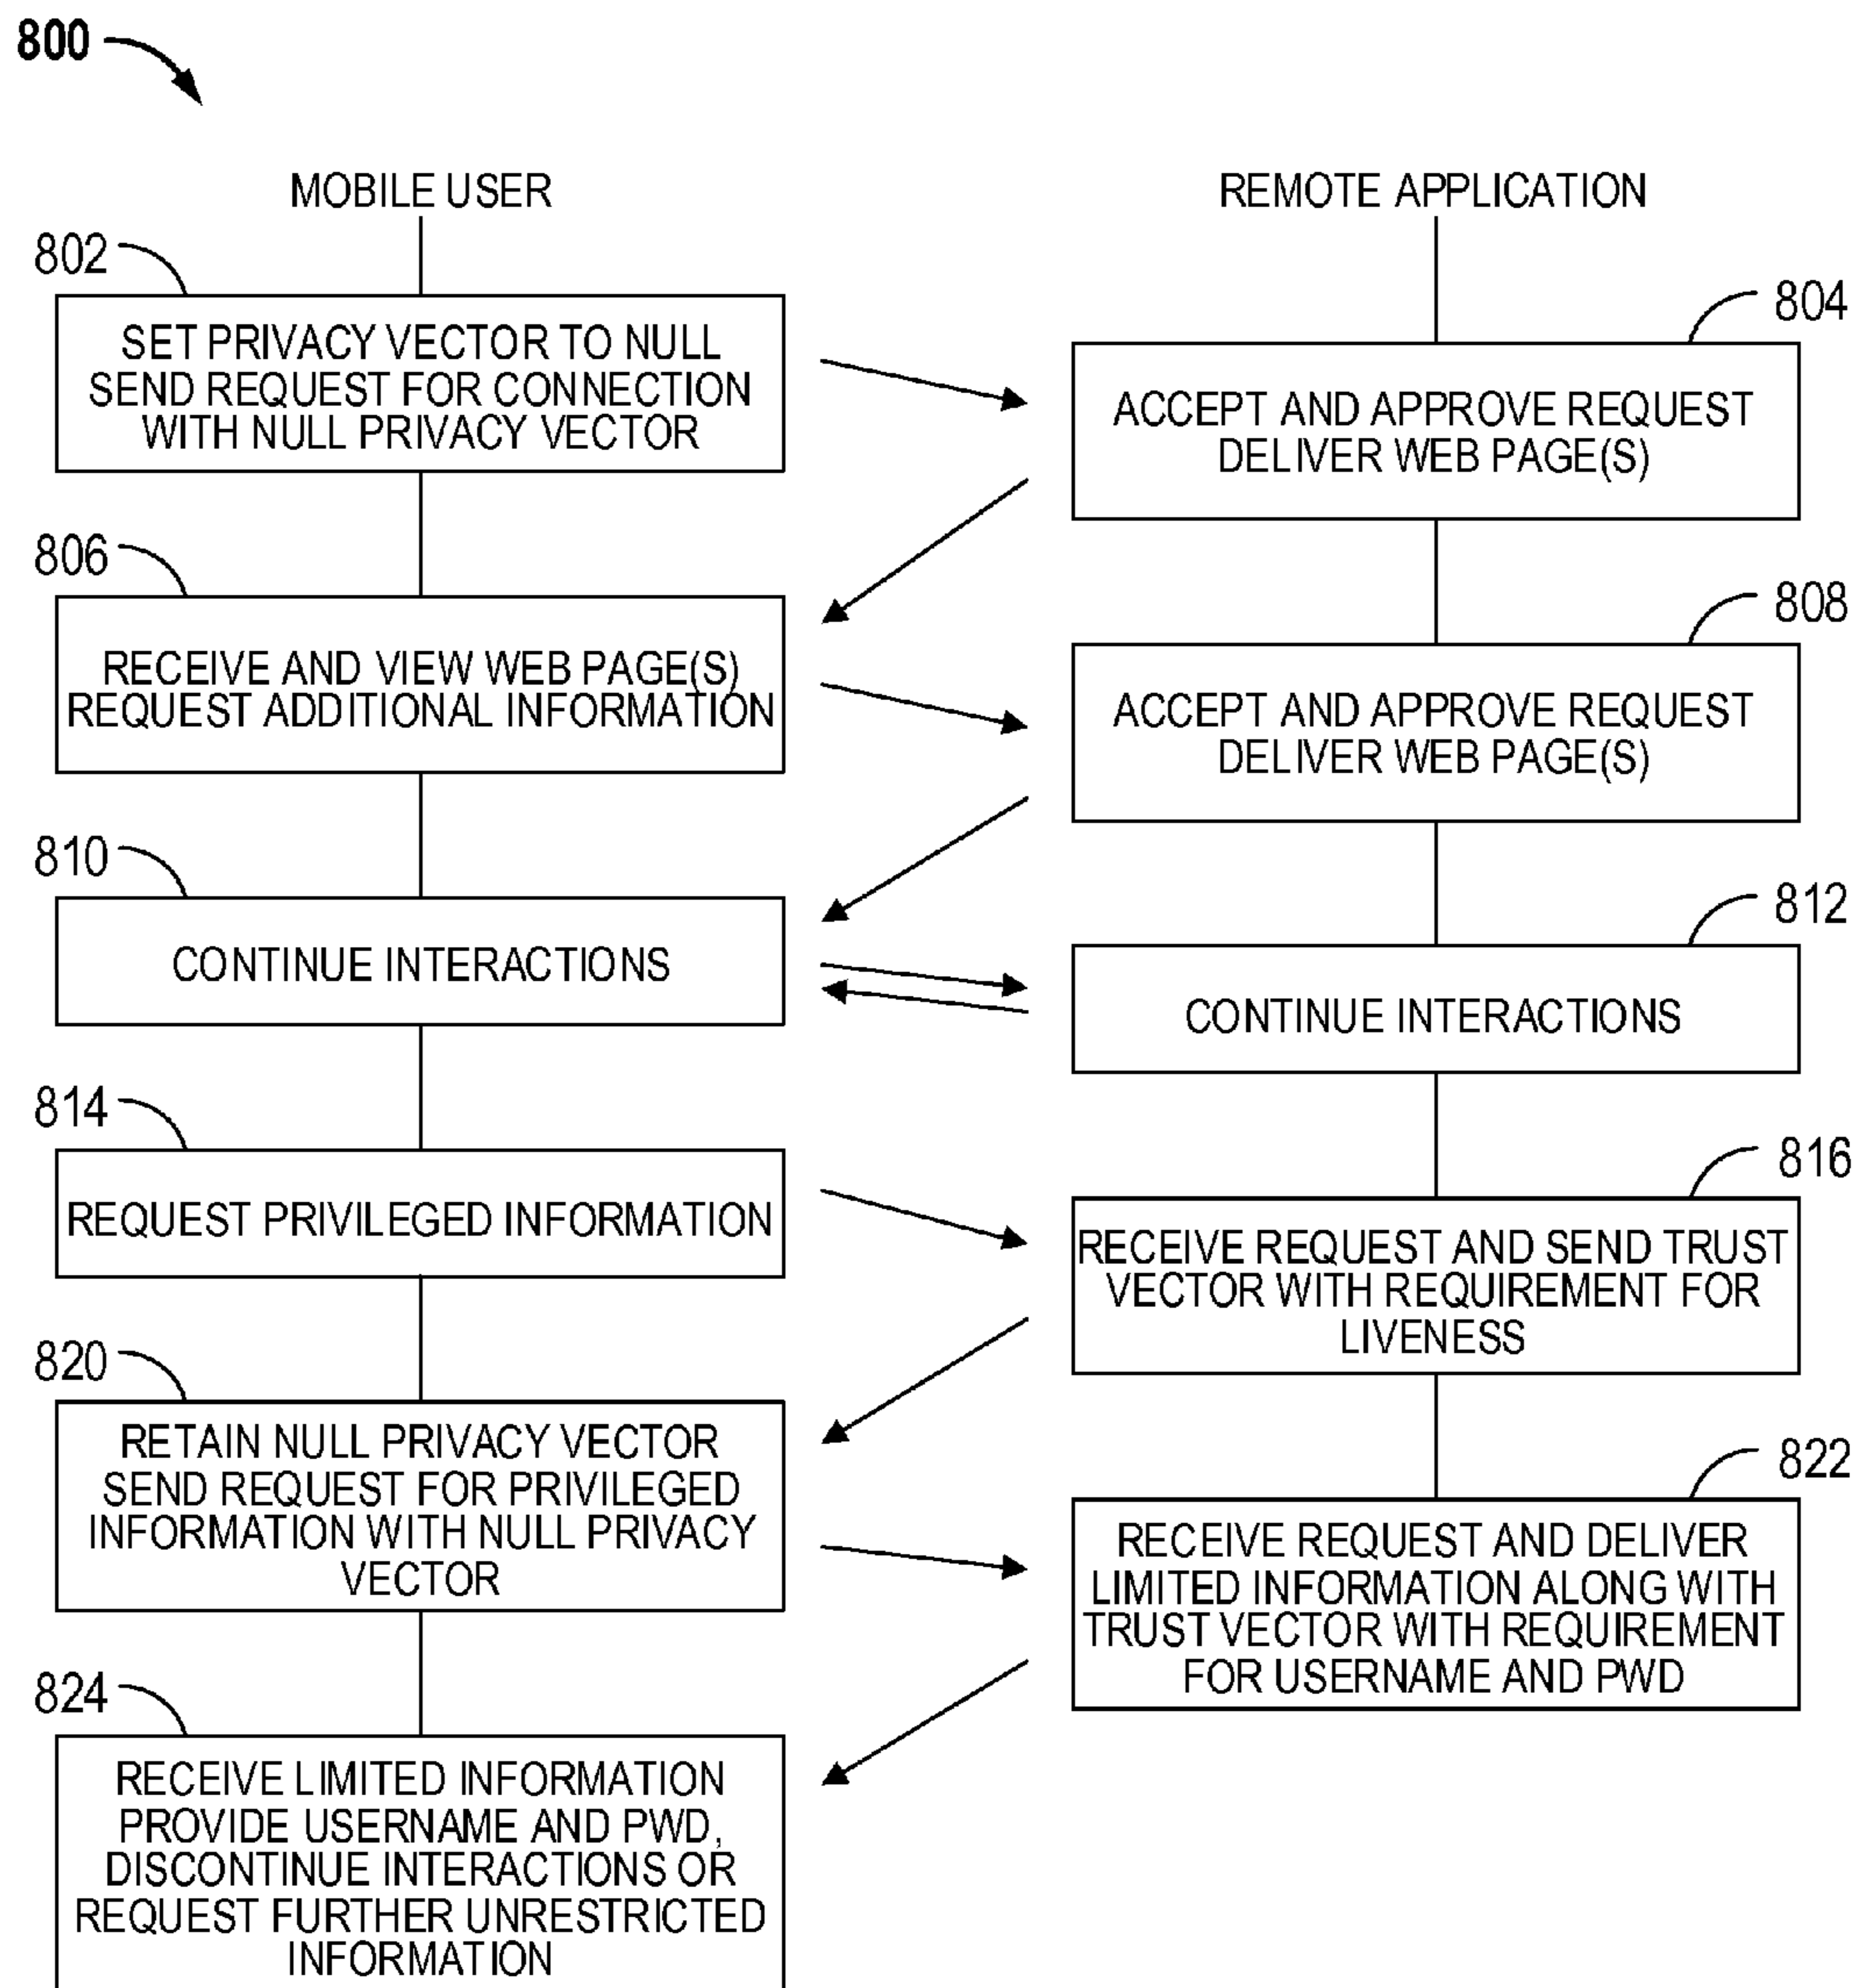 800
MOBILE USER
REMOTE APPLICATION
802
SET PRIVACY VECTOR TO NULL
SEND REQUEST FOR CONNECTION
WITH NULL PRIVACY VECTOR
804
ACCEPT AND APPROVE REQUEST
DELIVER WEB PAGE(S)
806
RECEIVE AND VIEW WEB PAGE(S)
REQUEST ADDITIONAL INFORMATION
808
ACCEPT AND APPROVE REQUEST
DELIVER WEB PAGE(S)
810
CONTINUE INTERACTIONS
812
CONTINUE INTERACTIONS
814
REQUEST PRIVILEGED INFORMATION
816
RECEIVE REQUEST AND SEND TRUST
VECTOR WITH REQUIREMENT FOR
LIVENESS
820
RETAIN NULL PRIVACY VECTOR
SEND REQUEST FOR PRIVILEGED
INFORMATION WITH NULL PRIVACY
VECTOR
822
RECEIVE REQUEST AND DELIVER
LIMITED INFORMATION ALONG WITH
TRUST VECTOR WITH REQUIREMENT
FOR USERNAME AND PWD
824
RECEIVE LIMITED INFORMATION
PROVIDE USERNAME AND PWD,
DISCONTINUE INTERACTIONS OR
REQUEST FURTHER UNRESTRICTED
INFORMATION